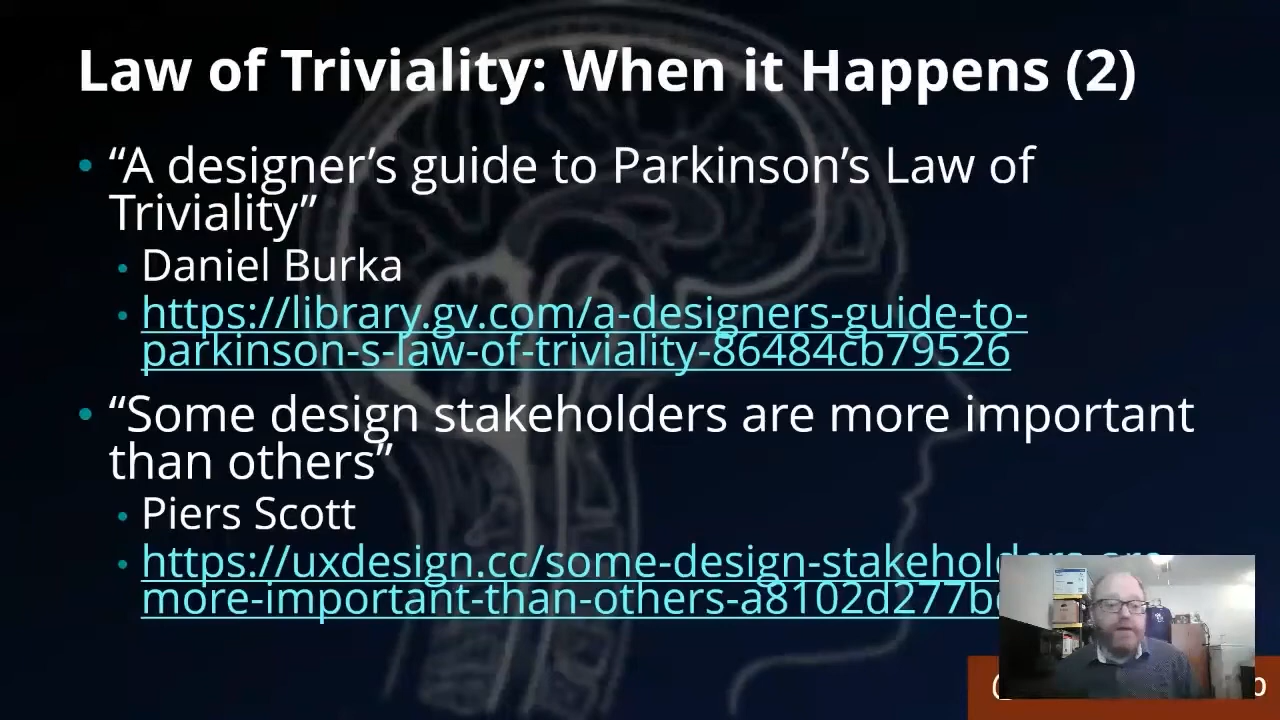 Law of Triviality: When it Happens (2)
• “A designer’s guide to Parkinson’s Law of
Triviality”
• Daniel Burka
• https://library.gv.com/a-designers-guide-to-
parkinson-s-law-of-triviality-86484cb79526
• “Some design stakeholders are more important
than others”
• Piers Scott
• https://uxdesign.cc/some-design-stakeholders-are-
more-important-than-others-a8102d277b